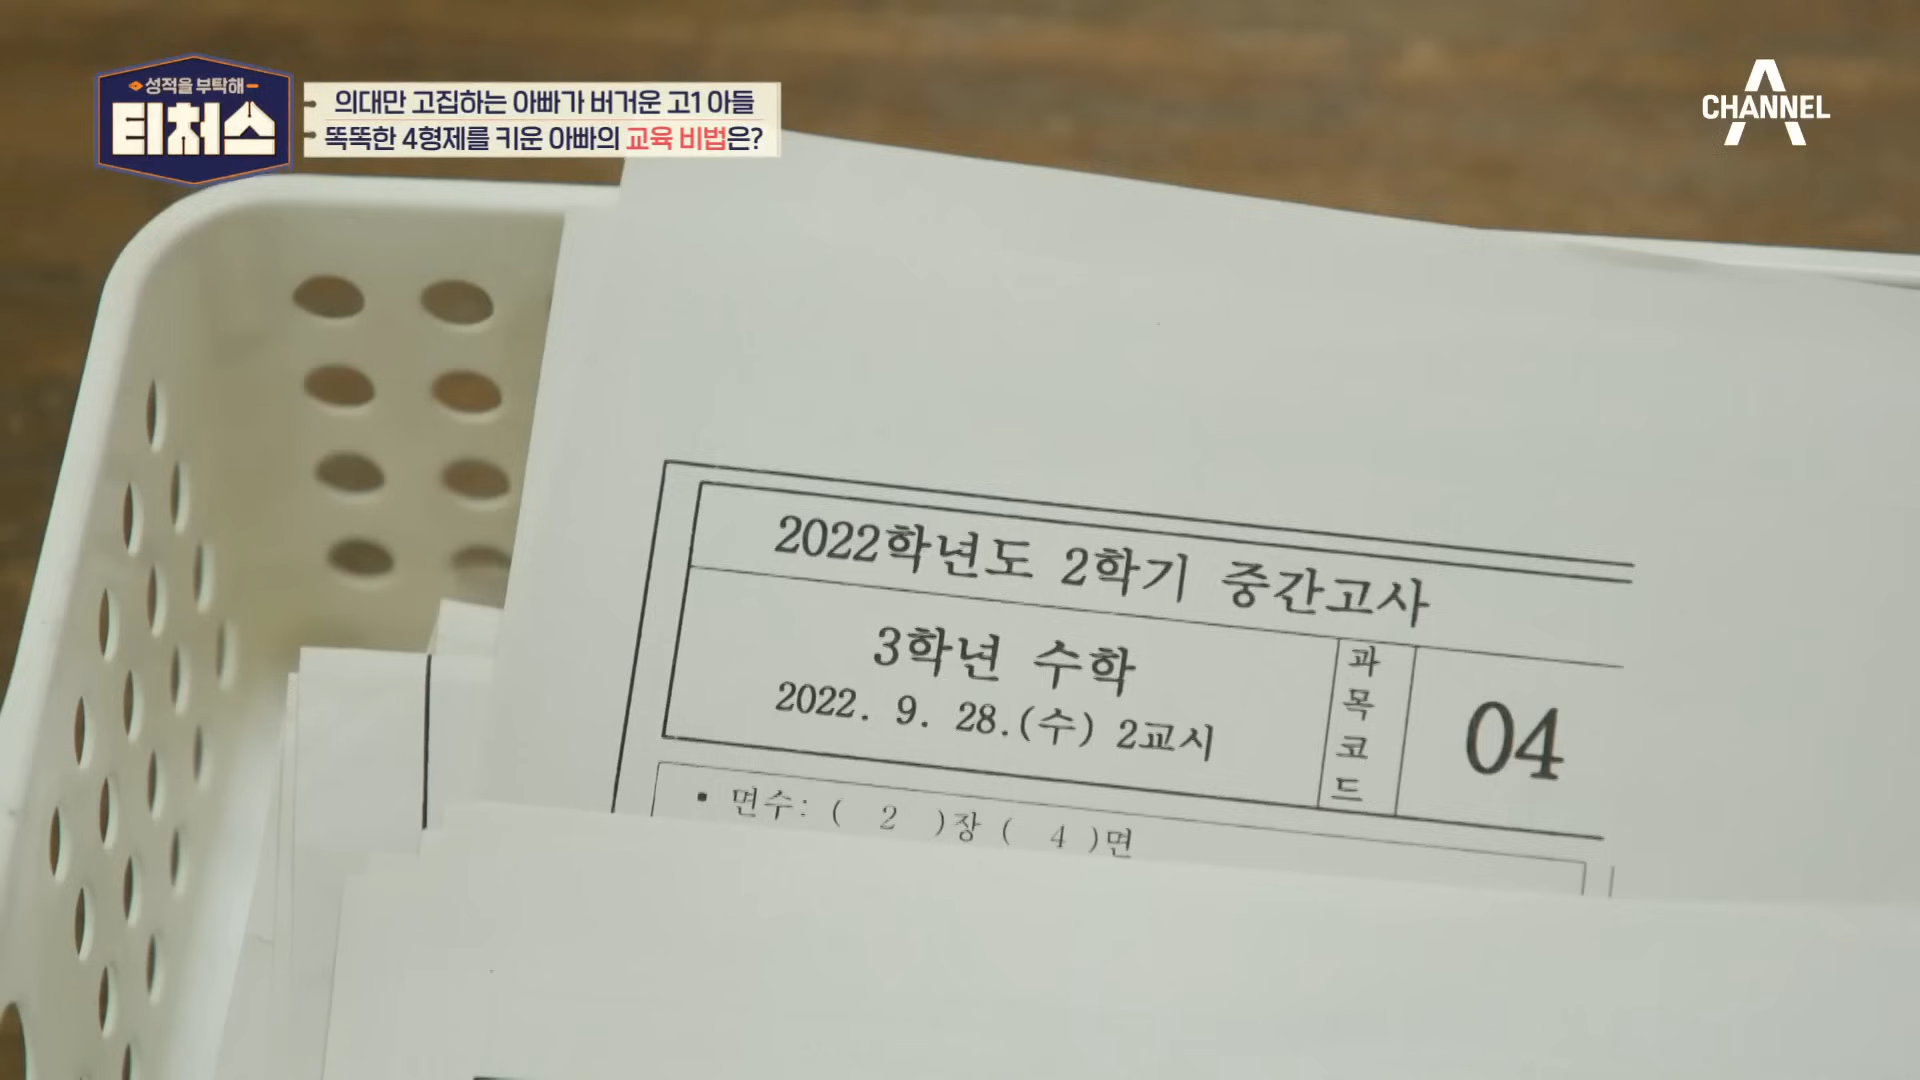 성적을 부탁해
티처스
의대만 고집하는 아빠가 버거운 고1 아들
똑똑한 4형제를 키운 아빠의 교육 비법은?
CHANNEL A
2022학년도 2학기 중간고사
3학년 수학
2022. 9. 28.(수) 2교시
과목코드
04
▪ 면수: ( 2 )장 ( 4 )면